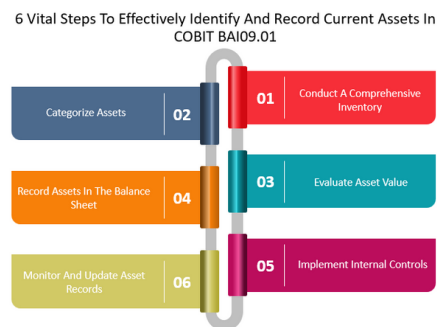 6 Vital Steps To Effectively Identify And Record Current Assets In
COBIT BAI09.01
01
Conduct A Comprehensive
Inventory
Categorize Assets
02
03
Evaluate Asset Value
Record Assets In The Balance
Sheet
04
05
Implement Internal Controls
Monitor And Update Asset
Records
06